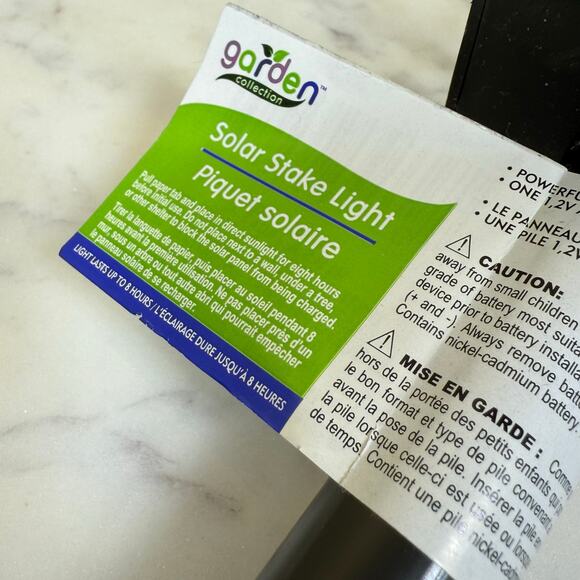 garden™
collection
Solar Stake Light
Piquet solaire
Pull paper tab and place in direct sunlight for eight hours
before initial use. Do not place next to a wall, under a tree,
or other shelter to block the solar panel from being charged.
Tirer la languette de papier, puis placer au soleil pendant 8
heures avant la première utilisation. Ne pas placer près d'un
mur, sous un arbre ou tout autre abri qui pourrait empêcher
le panneau solaire de se recharger.
LIGHT LASTS UP TO 8 HOURS / L'ÉCLAIRAGE DURE JUSQU'À 8 HEURES
• POWERFU
• ONE 1,2V
• LE PANNEAU
• UNE PILE 1,2V
CAUTION:
away from small children,
grade of battery most suita
device prior to battery installa
(+ and -). Always remove batt
Contains nickel-cadmium battery,
MISE EN GARDE :
hors de la portée des petits enfants
le bon format et type de pile convenan
avant la pose de la pile. Insérer la pile
la pile lorsque celle-ci est usée ou
de temps. Contient une pile nickel-cad